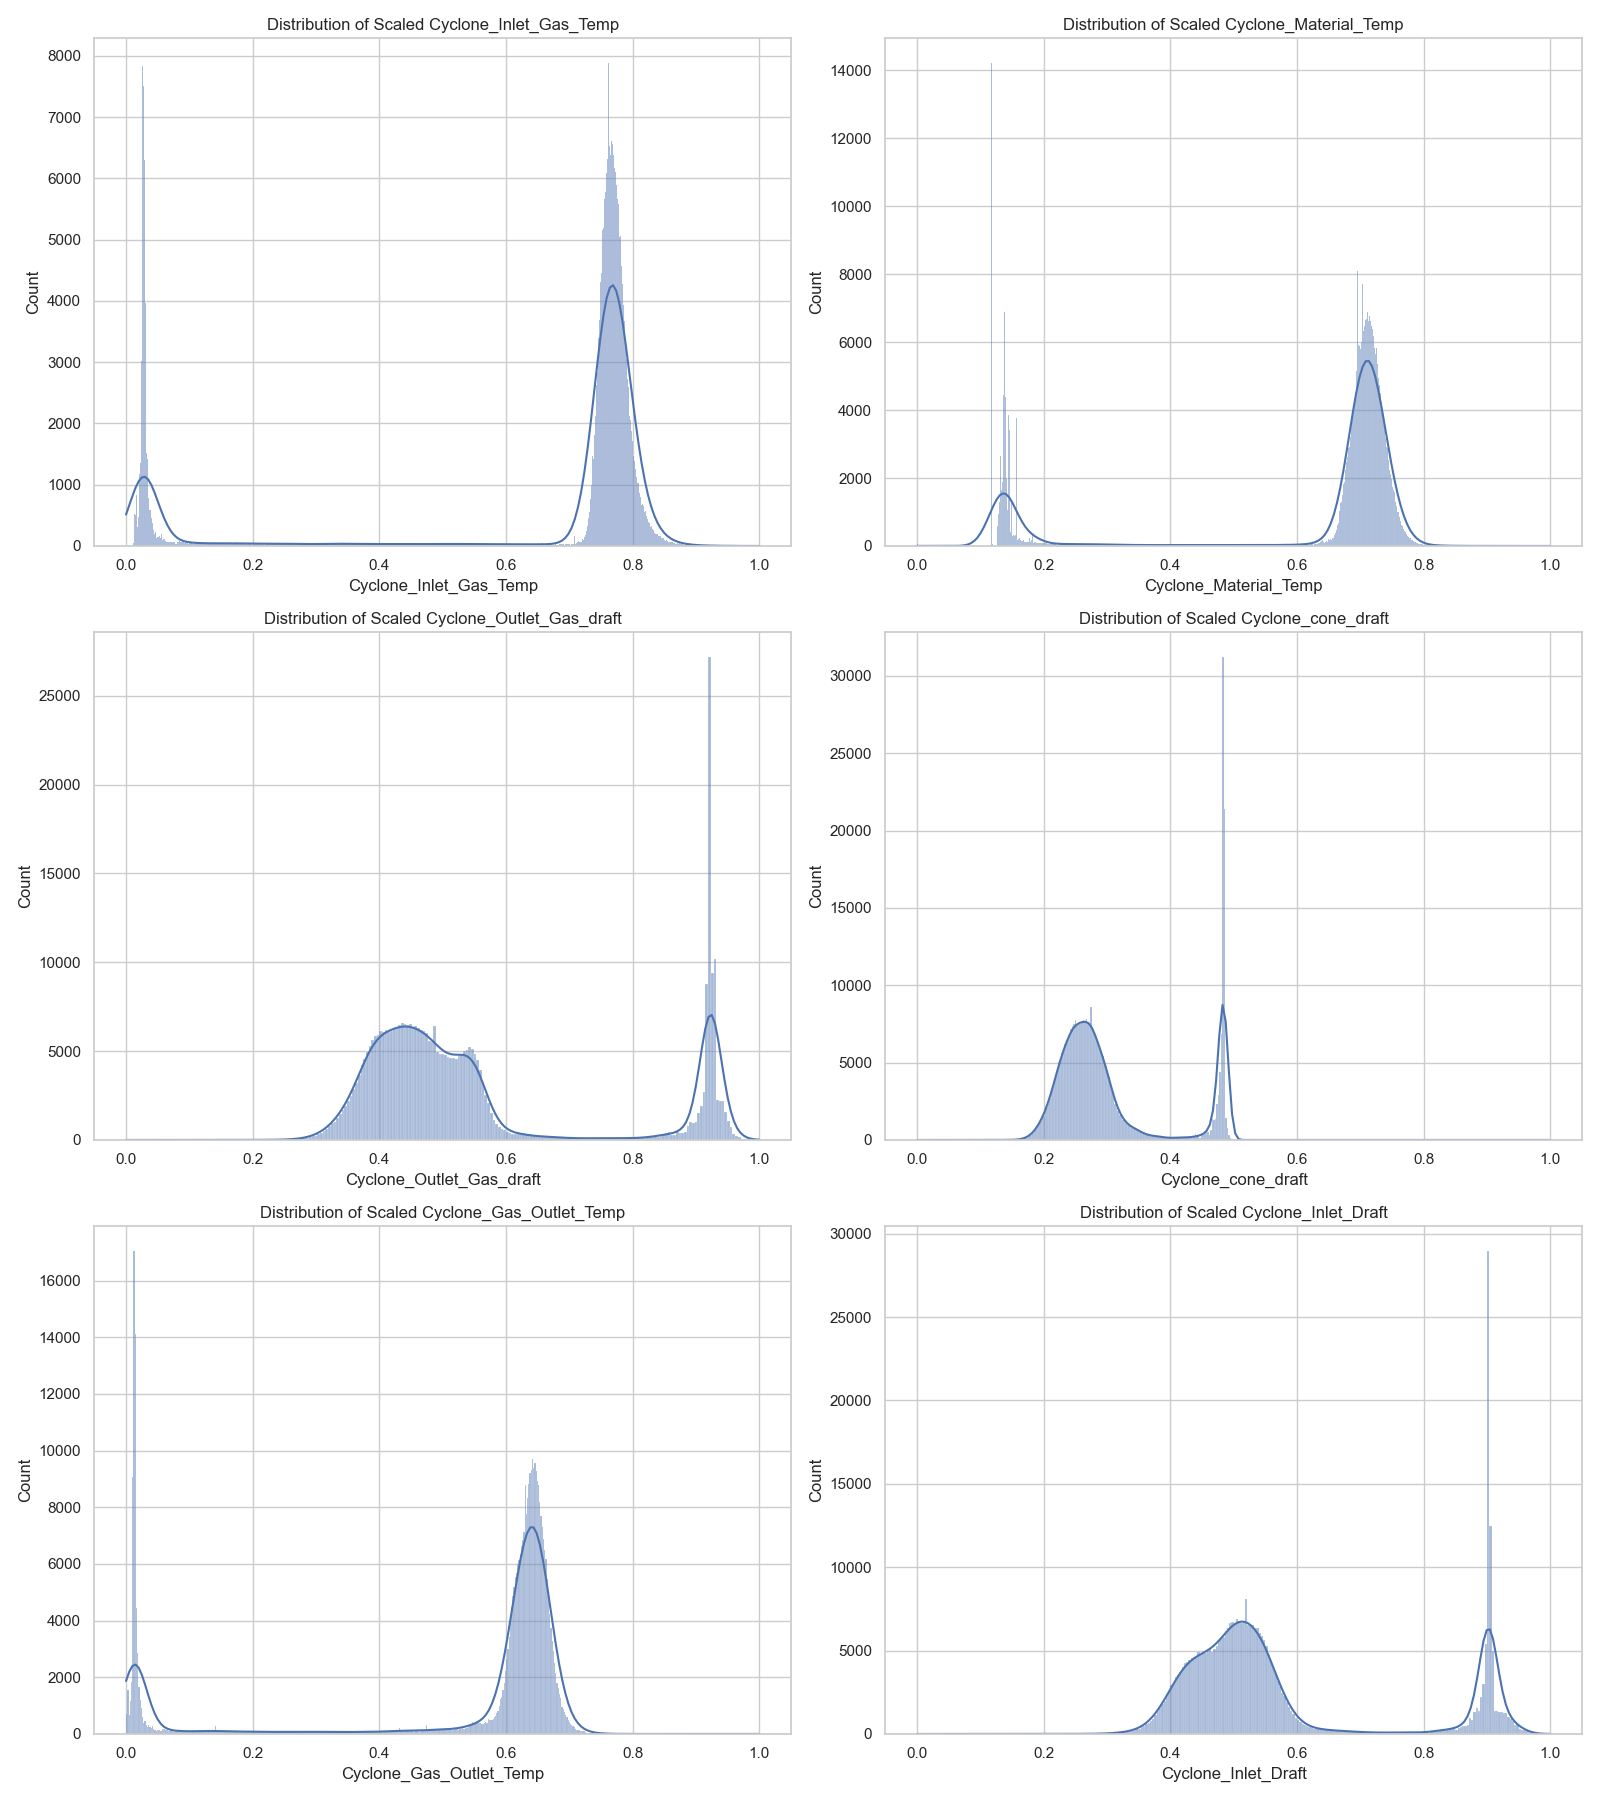 Distribution of Scaled Cyclone_Inlet_Gas_Temp
8000
7000
6000
5000
4000
3000
2000
1000
0
Count
0.0 0.2 0.4 0.6 0.8 1.0
Cyclone_Inlet_Gas_Temp
Distribution of Scaled Cyclone_Material_Temp
14000
12000
10000
8000
6000
4000
2000
0
Count
0.0 0.2 0.4 0.6 0.8 1.0
Cyclone_Material_Temp
Distribution of Scaled Cyclone_Outlet_Gas_draft
25000
20000
15000
10000
5000
0
Count
0.0 0.2 0.4 0.6 0.8 1.0
Cyclone_Outlet_Gas_draft
Distribution of Scaled Cyclone_cone_draft
30000
25000
20000
15000
10000
5000
0
Count
0.0 0.2 0.4 0.6 0.8 1.0
Cyclone_cone_draft
Distribution of Scaled Cyclone_Gas_Outlet_Temp
16000
14000
12000
10000
8000
6000
4000
2000
0
Count
0.0 0.2 0.4 0.6 0.8 1.0
Cyclone_Gas_Outlet_Temp
Distribution of Scaled Cyclone_Inlet_Draft
30000
25000
20000
15000
10000
5000
0
Count
0.0 0.2 0.4 0.6 0.8 1.0
Cyclone_Inlet_Draft